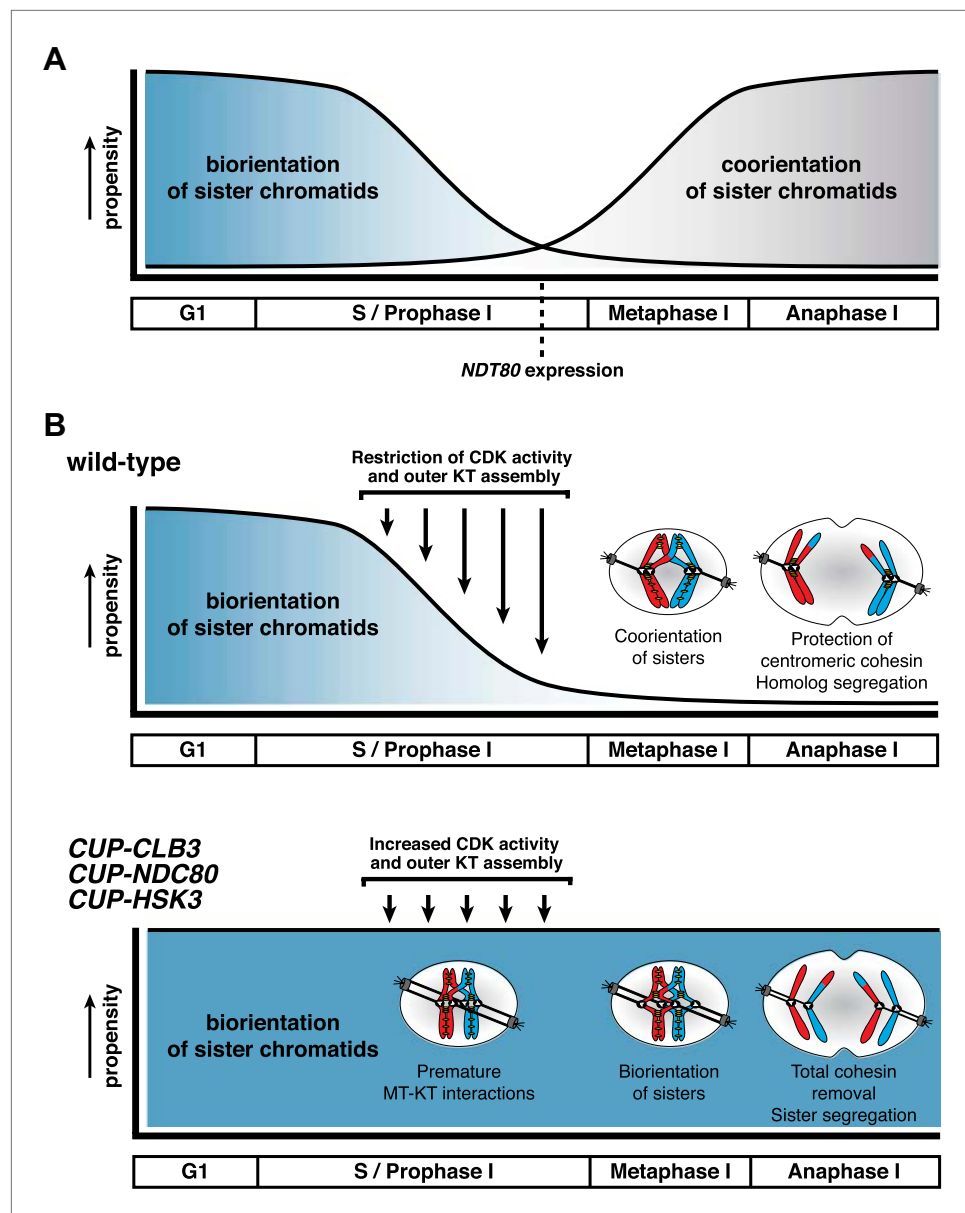 A
propensity
biorientation
of sister chromatids
coorientation
of sister chromatids
G1
S / Prophase I
Metaphase I
Anaphase I
NDT80 expression
B
wild-type
Restriction of CDK activity
and outer KT assembly
propensity
biorientation
of sister chromatids
Coorientation
of sisters
Protection of
centromeric cohesin
Homolog segregation
G1
S / Prophase I
Metaphase I
Anaphase I
CUP-CLB3
CUP-NDC80
CUP-HSK3
Increased CDK activity
and outer KT assembly
propensity
biorientation
of sister chromatids
Premature
MT-KT interactions
Biorientation
of sisters
Total cohesin
removal
Sister segregation
G1
S / Prophase I
Metaphase I
Anaphase I